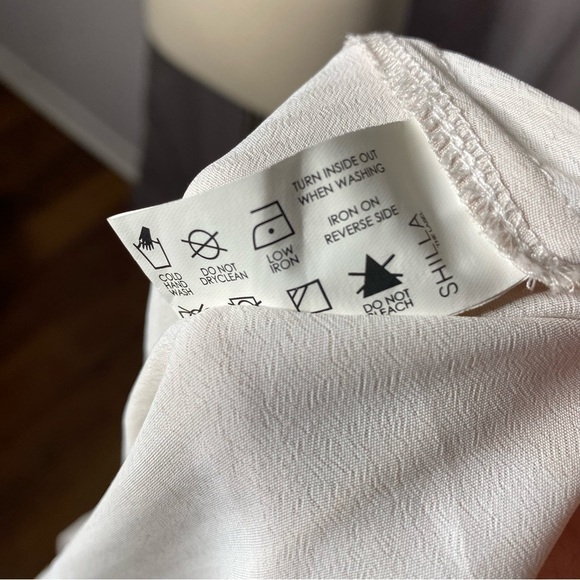 TURN INSIDE OUT
WHEN WASHING
IRON ON
REVERSE SIDE
COLD
HAND
WASH
DO NOT
DRYCLEAN
LOW
IRON
DO NOT
BLEACH
SHILLA